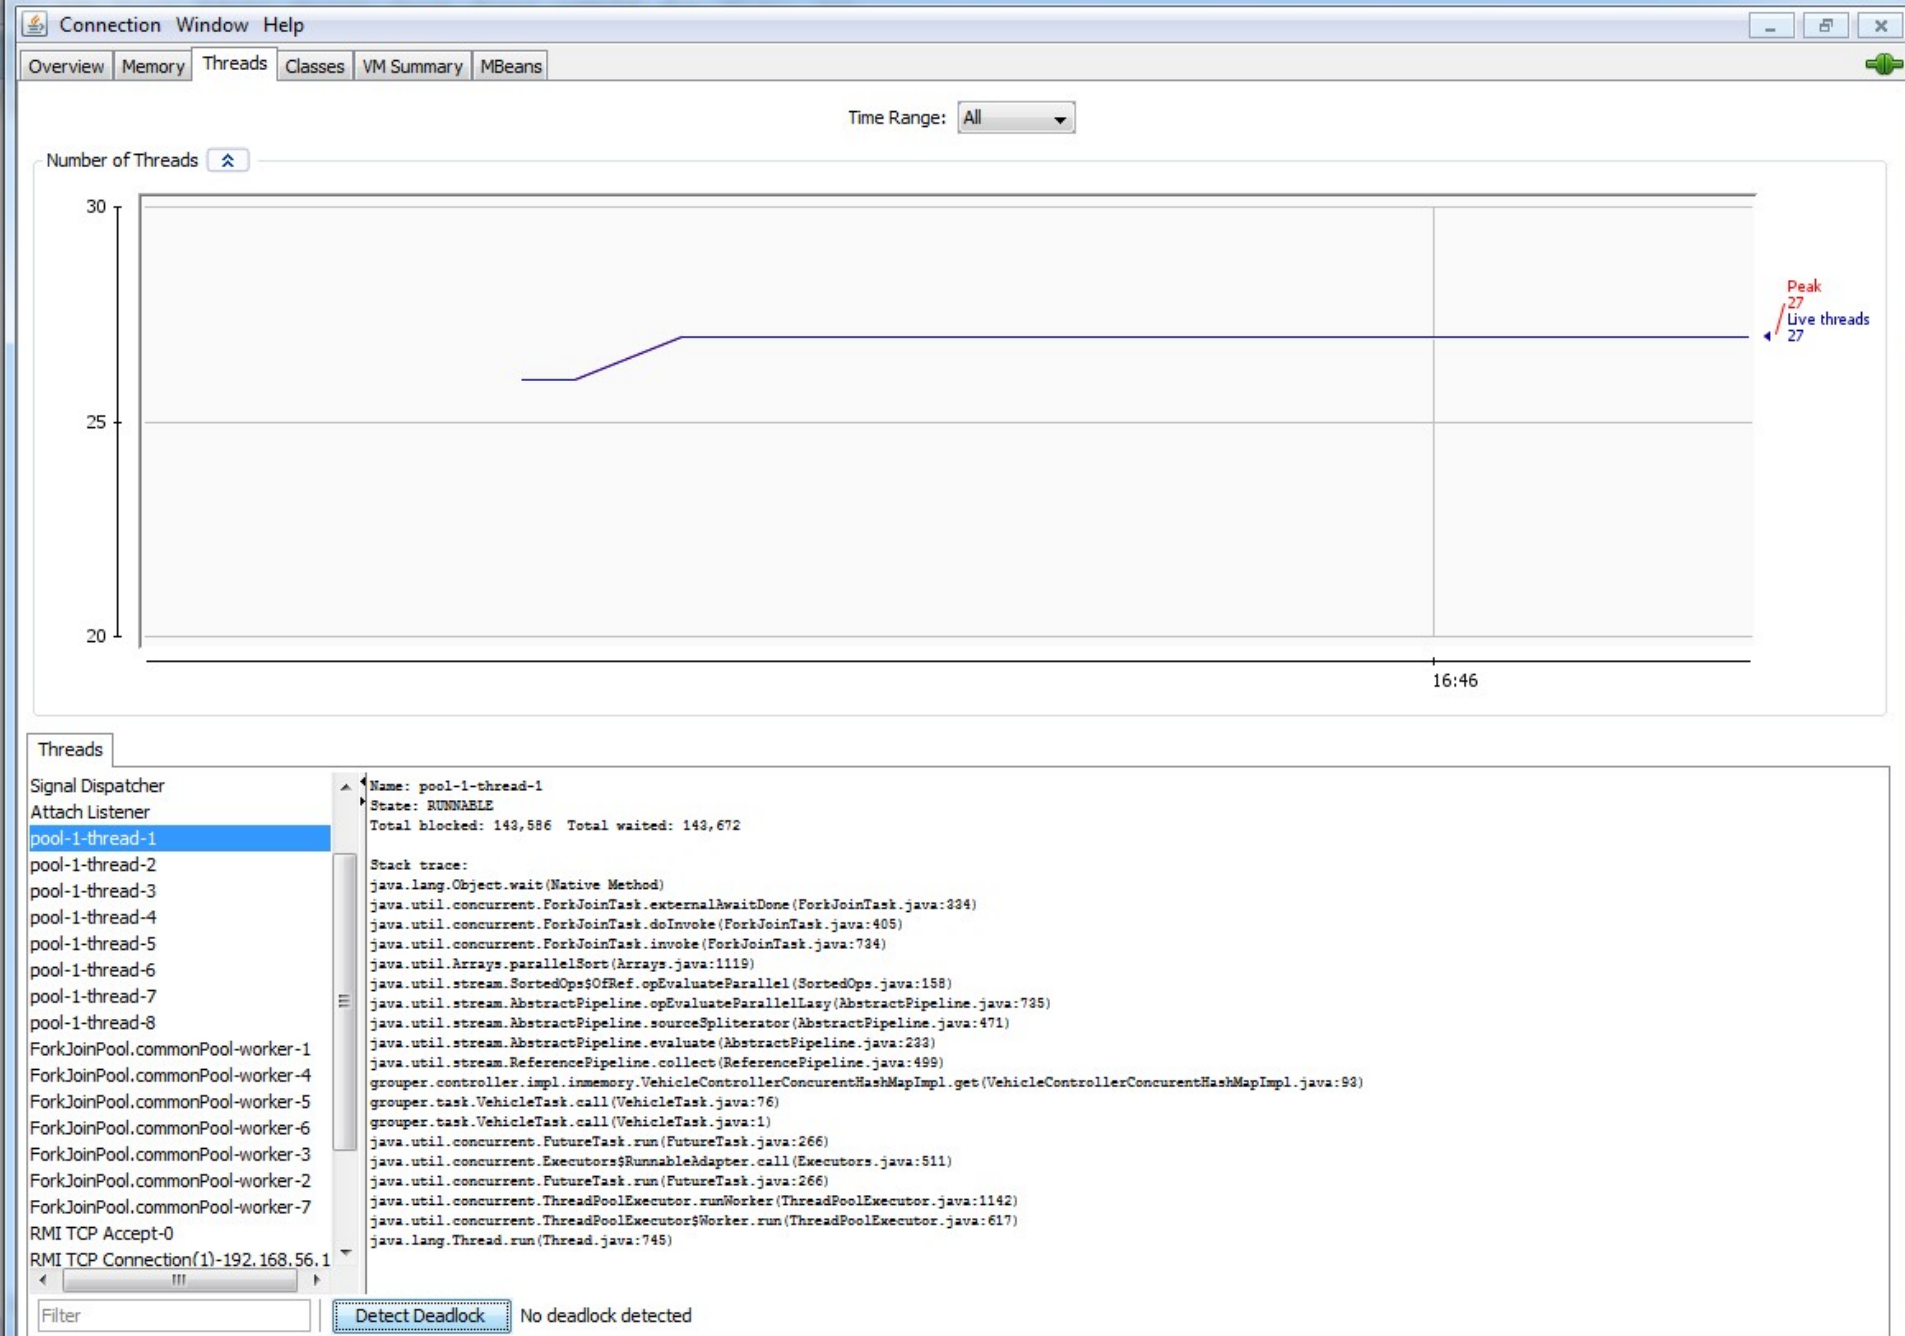 Connection Window Help
Overview Memory Threads Classes VM Summary MBeans
Time Range: All
Number of Threads
30
25
20
Peak
27
Live threads
27
16:46
Threads
Signal Dispatcher
Attach Listener
pool-1-thread-1
pool-1-thread-2
pool-1-thread-3
pool-1-thread-4
pool-1-thread-5
pool-1-thread-6
pool-1-thread-7
pool-1-thread-8
ForkJoinPool.commonPool-worker-1
ForkJoinPool.commonPool-worker-4
ForkJoinPool.commonPool-worker-5
ForkJoinPool.commonPool-worker-6
ForkJoinPool.commonPool-worker-3
ForkJoinPool.commonPool-worker-2
ForkJoinPool.commonPool-worker-7
RMI TCP Accept-0
RMI TCP Connection(1)-192.168.56.1
Name: pool-1-thread-1
State: RUNNABLE
Total blocked: 143,586 Total waited: 143,672
Stack trace:
java.lang.Object.wait(Native Method)
java.util.concurrent.ForkJoinTask.externalAwaitDone(ForkJoinTask.java:334)
java.util.concurrent.ForkJoinTask.doInvoke(ForkJoinTask.java:405)
java.util.concurrent.ForkJoinTask.invoke(ForkJoinTask.java:734)
java.util.Arrays.parallelSort(Arrays.java:1119)
java.util.stream.SortedOps$OfRef.opEvaluateParallel(SortedOps.java:158)
java.util.stream.AbstractPipeline.opEvaluateParallelLazy(AbstractPipeline.java:735)
java.util.stream.AbstractPipeline.sourceSpliterator(AbstractPipeline.java:471)
java.util.stream.AbstractPipeline.evaluate(AbstractPipeline.java:233)
java.util.stream.ReferencePipeline.collect(ReferencePipeline.java:499)
grouper.controller.impl.inmemory.VehicleControllerConcurentHashMapImpl.get(VehicleControllerConcurentHashMapImpl.java:93)
grouper.task.VehicleTask.call(VehicleTask.java:76)
grouper.task.VehicleTask.call(VehicleTask.java:1)
java.util.concurrent.FutureTask.run(FutureTask.java:266)
java.util.concurrent.Executors$RunnableAdapter.call(Executors.java:511)
java.util.concurrent.FutureTask.run(FutureTask.java:266)
java.util.concurrent.ThreadPoolExecutor.runWorker(ThreadPoolExecutor.java:1142)
java.util.concurrent.ThreadPoolExecutor$Worker.run(ThreadPoolExecutor.java:617)
java.lang.Thread.run(Thread.java:745)
Filter Detect Deadlock No deadlock detected